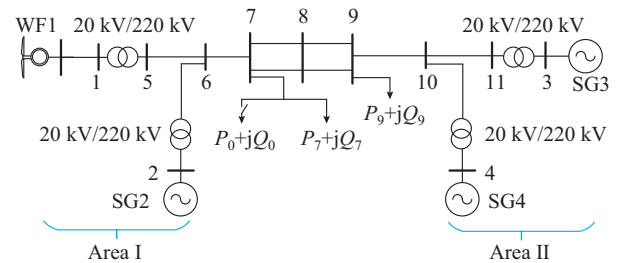 WF1
20 kV/220 kV
7
8
9
20 kV/220 kV
1
5
6
10
11
3
SG3
P₀+jQ₀
P₇+jQ₇
P₉+jQ₉
20 kV/220 kV
20 kV/220 kV
2
4
SG2
SG4
Area I
Area II